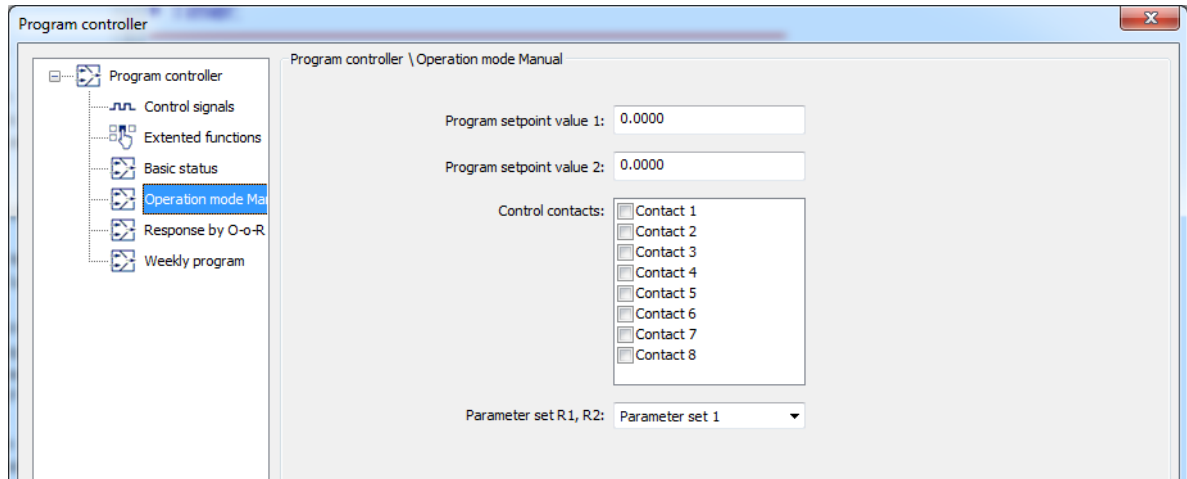 Program controller
Program controller
Control signals
Extented functions
Basic status
Operation mode Ma
Response by O-o-R
Weekly program
Program controller \ Operation mode Manual
Program setpoint value 1: 0.0000
Program setpoint value 2: 0.0000
Control contacts:
Contact 1
Contact 2
Contact 3
Contact 4
Contact 5
Contact 6
Contact 7
Contact 8
Parameter set R1, R2: Parameter set 1